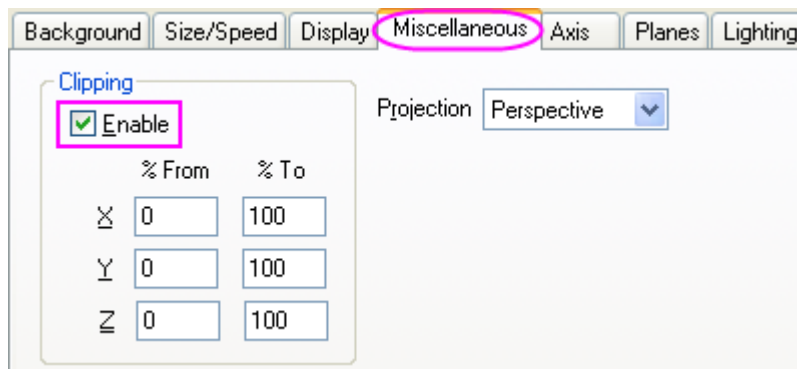 Background Size/Speed Display Miscellaneous Axis Planes Lighting
Clipping
Enable
Projection Perspective
% From % To
X 0 100
Y 0 100
Z 0 100